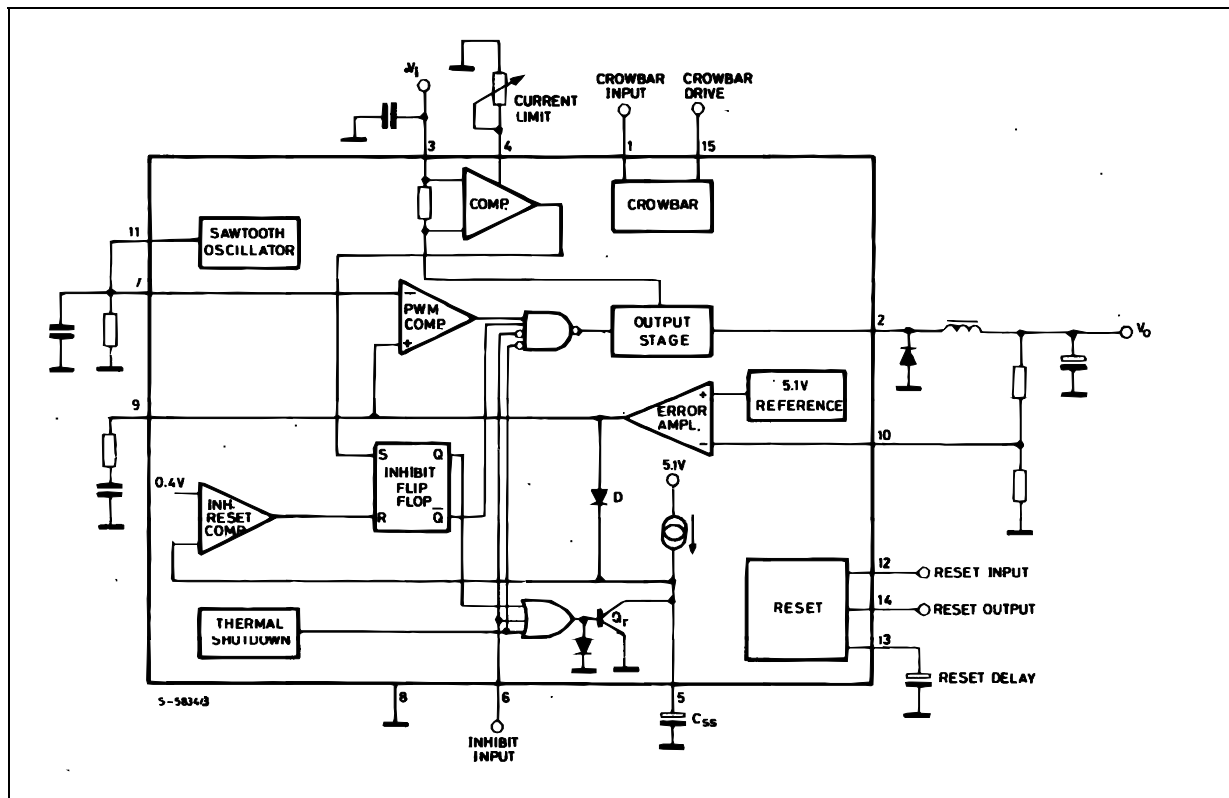 Vi
CURRENT
LIMIT
CROWBAR
INPUT
CROWBAR
DRIVE
3
4
1
15
COMP.
CROWBAR
11
SAWTOOTH
OSCILLATOR
7
−
PWM
COMP.
+
OUTPUT
STAGE
2
Vo
9
+
ERROR
AMPL.
−
5.1V
REFERENCE
10
S
Q
INHIBIT
FLIP
FLOP
R
Q̅
0.4V
INH.
RESET
COMP.
D
5.1V
THERMAL
SHUTDOWN
Qr
RESET
12
RESET INPUT
14
RESET OUTPUT
13
RESET DELAY
S-5834/3
8
6
5
Css
INHIBIT
INPUT